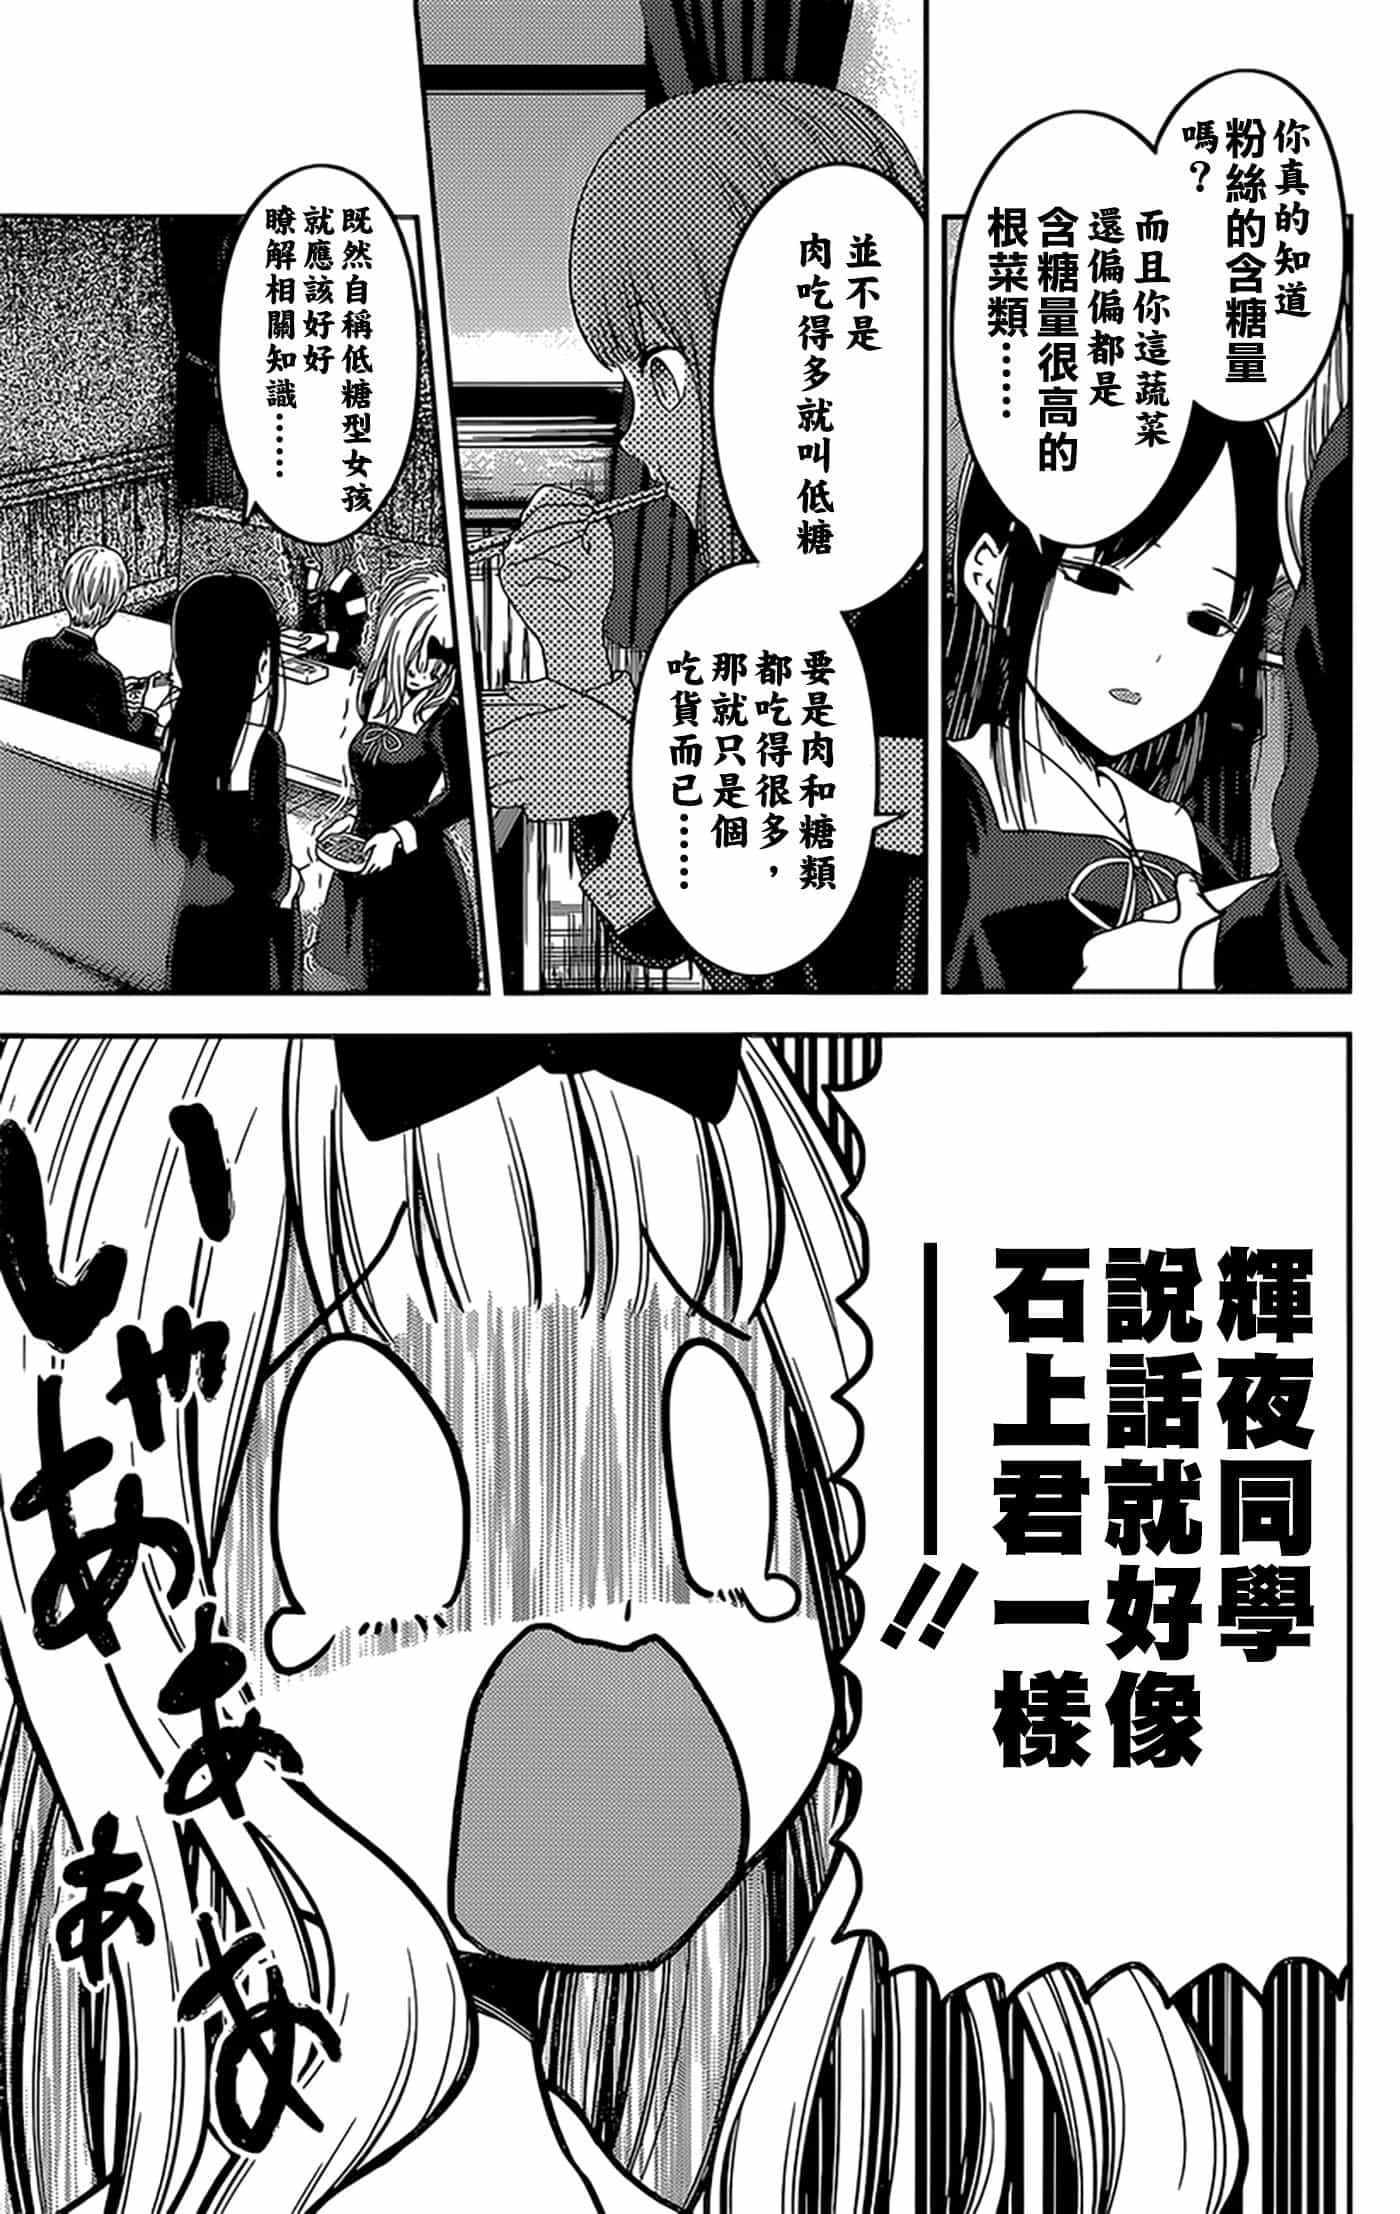 你真的知道
粉絲的含糖量
嗎？
而且你這蔬菜
還偏偏都是
含糖量很高的
根菜類……
並不是
肉吃得多就叫低糖
要是肉和糖類
都吃得很多，
那就只是個
吃貨而已……
既然自稱低糖型女孩
就應該好好
瞭解相關知識……
輝夜同學
說話就好像
石上君一樣
——!!
いーやああああ